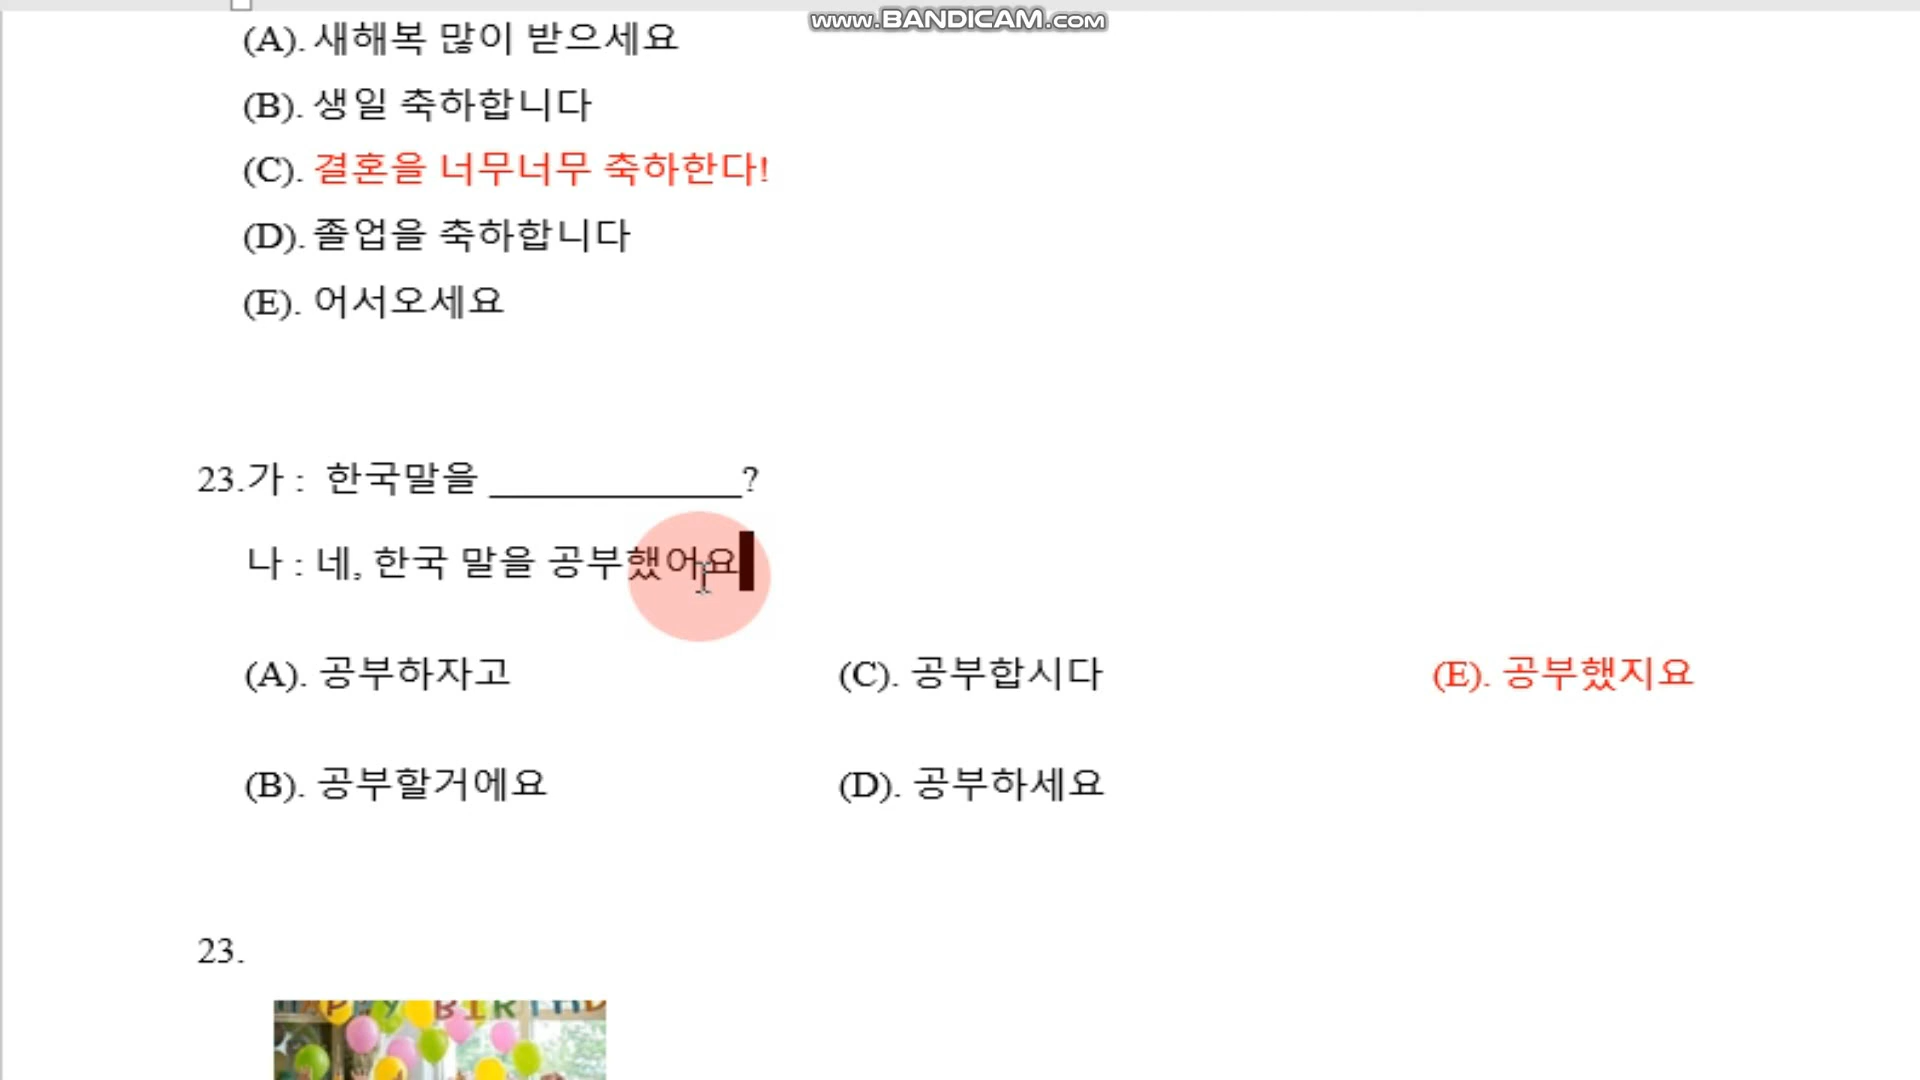 www.BANDICAM.com
(A). 새해복 많이 받으세요
(B). 생일 축하합니다
(C). 결혼을 너무너무 축하한다!
(D). 졸업을 축하합니다
(E). 어서오세요
23.가 : 한국말을 ____________?
나 : 네, 한국 말을 공부했어요
(A). 공부하자고 (C). 공부합시다 (E). 공부했지요
(B). 공부할거에요 (D). 공부하세요
23.